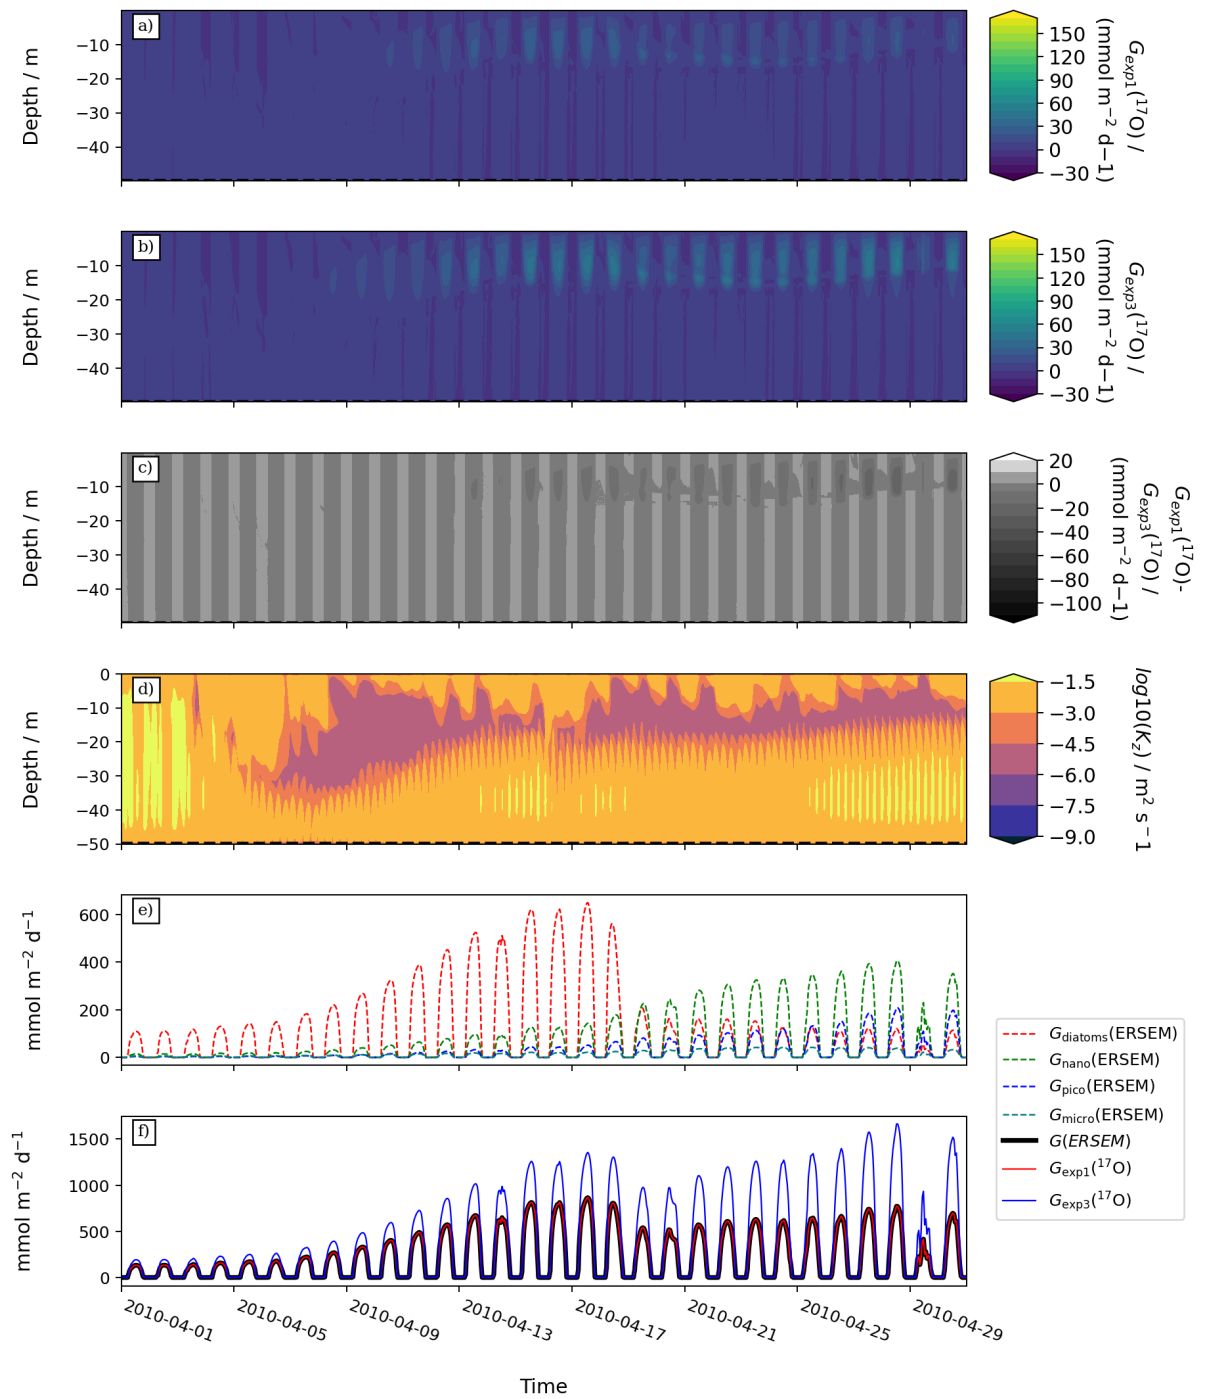 a)
Depth / m
−10
−20
−30
−40
150
120
90
60
30
0
−30
G_exp1(¹⁷O) /
(mmol m⁻² d−1)
b)
Depth / m
−10
−20
−30
−40
150
120
90
60
30
0
−30
G_exp3(¹⁷O) /
(mmol m⁻² d−1)
c)
Depth / m
−10
−20
−30
−40
20
0
−20
−40
−60
−80
−100
G_exp1(¹⁷O)-
G_exp3(¹⁷O) /
(mmol m⁻² d−1)
d)
Depth / m
0
−10
−20
−30
−40
−50
−1.5
−3.0
−4.5
−6.0
−7.5
−9.0
log10(K_z) / m² s−1
e)
mmol m⁻² d⁻¹
600
400
200
0
G_diatoms(ERSEM)
G_nano(ERSEM)
G_pico(ERSEM)
G_micro(ERSEM)
G(ERSEM)
G_exp1(¹⁷O)
G_exp3(¹⁷O)
f)
mmol m⁻² d⁻¹
1500
1000
500
0
2010-04-01
2010-04-05
2010-04-09
2010-04-13
2010-04-17
2010-04-21
2010-04-25
2010-04-29
Time